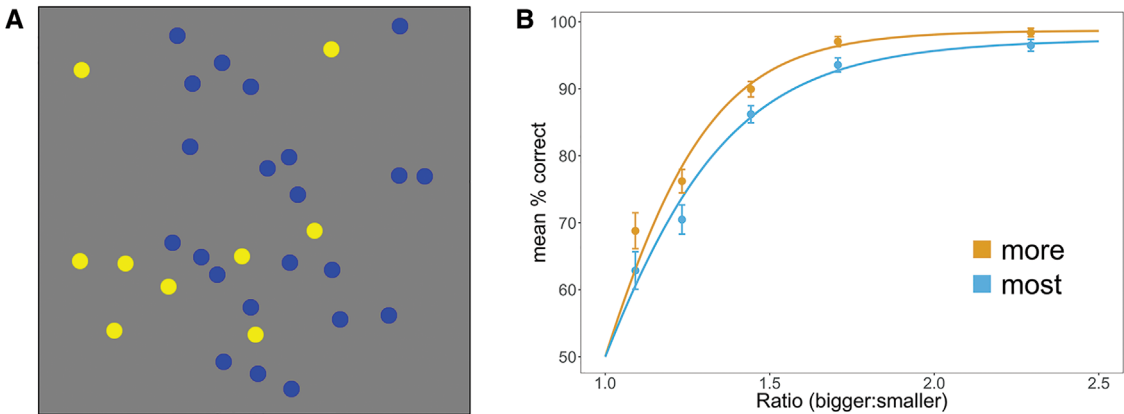 A
B
100
90
80
70
60
50
mean % correct
more
most
1.0 1.5 2.0 2.5
Ratio (bigger:smaller)